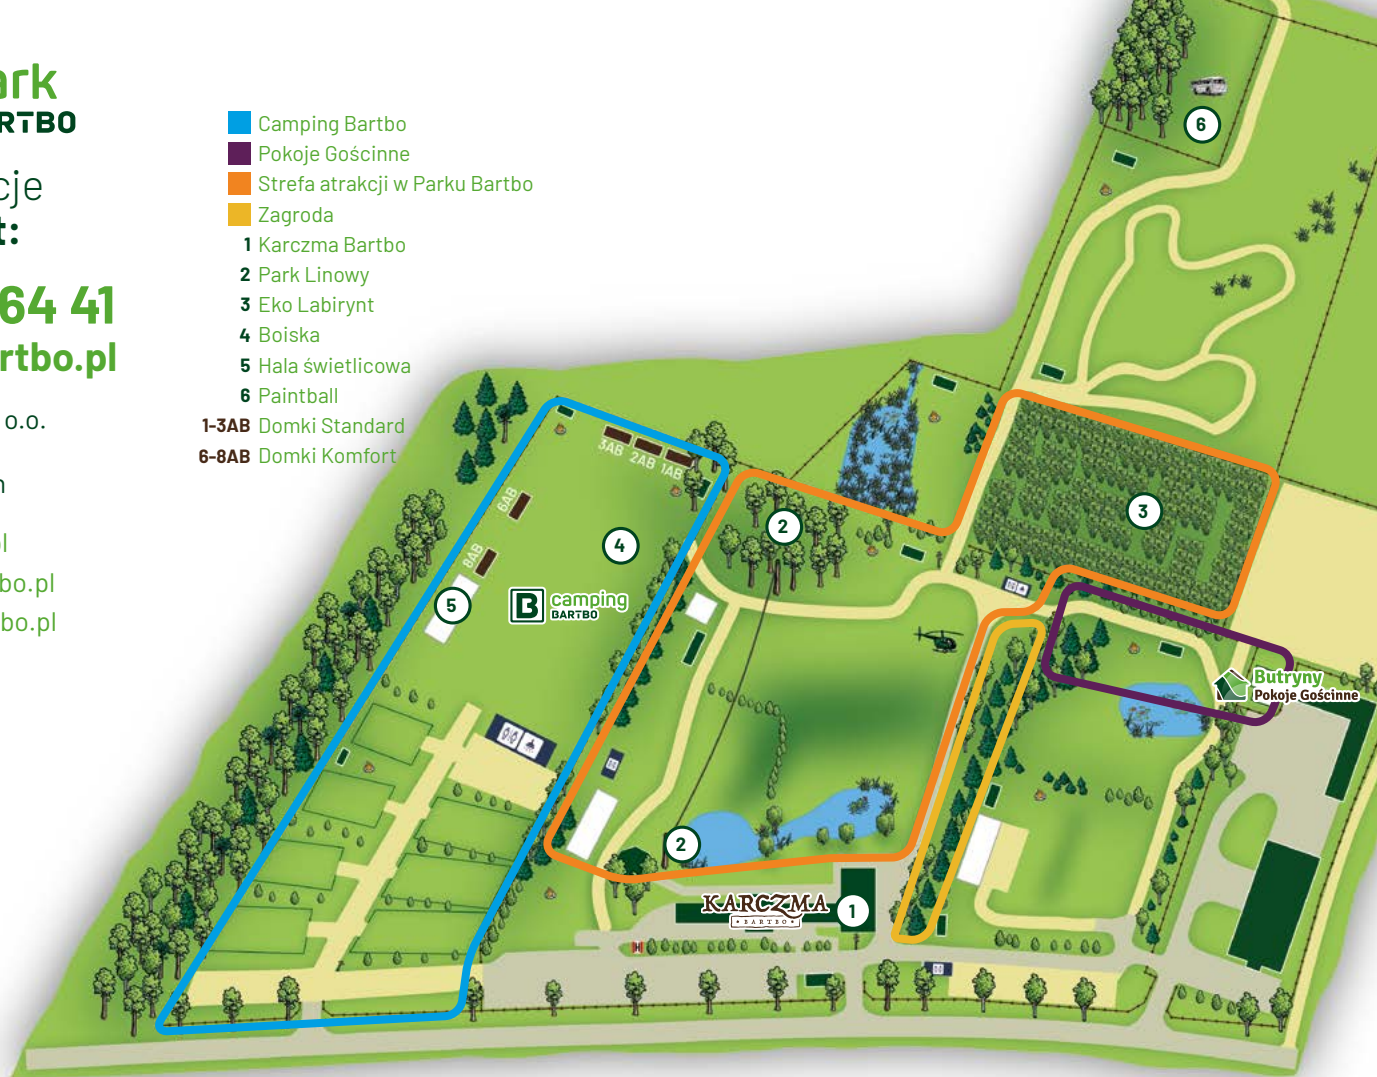 ark
RTBO
cje
t:
64 41
rtbo.pl
o.o.
n
ol
bo.pl
bo.pl
Camping Bartbo
Pokoje Gościnne
Strefa atrakcji w Parku Bartbo
Zagroda
1 Karczma Bartbo
2 Park Linowy
3 Eko Labirynt
4 Boiska
5 Hala świetlicowa
6 Paintball
1-3AB Domki Standard
6-8AB Domki Komfort
6
3AB 2AB 1AB
6AB
2
3
4
8AB
5
B camping
BARTBO
Butryny
Pokoje Gościnne
2
KARCZMA
• BARTBO •
1